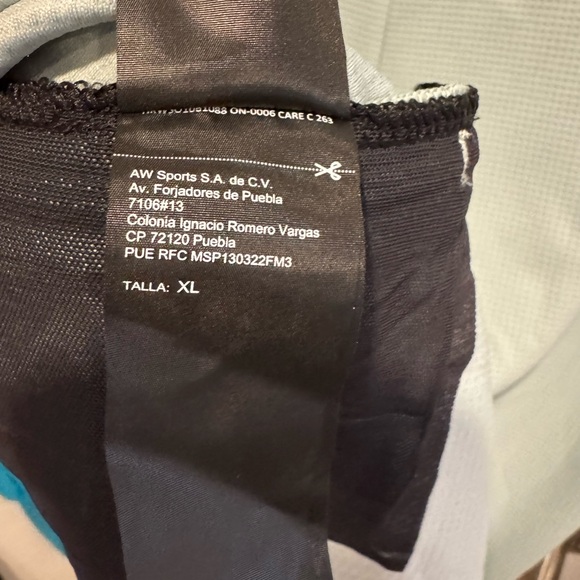 ON-0006 CARE C 263
AW Sports S.A. de C.V.
Av. Forjadores de Puebla
7106#13
Colonia Ignacio Romero Vargas
CP 72120 Puebla
PUE RFC MSP130322FM3
TALLA: XL